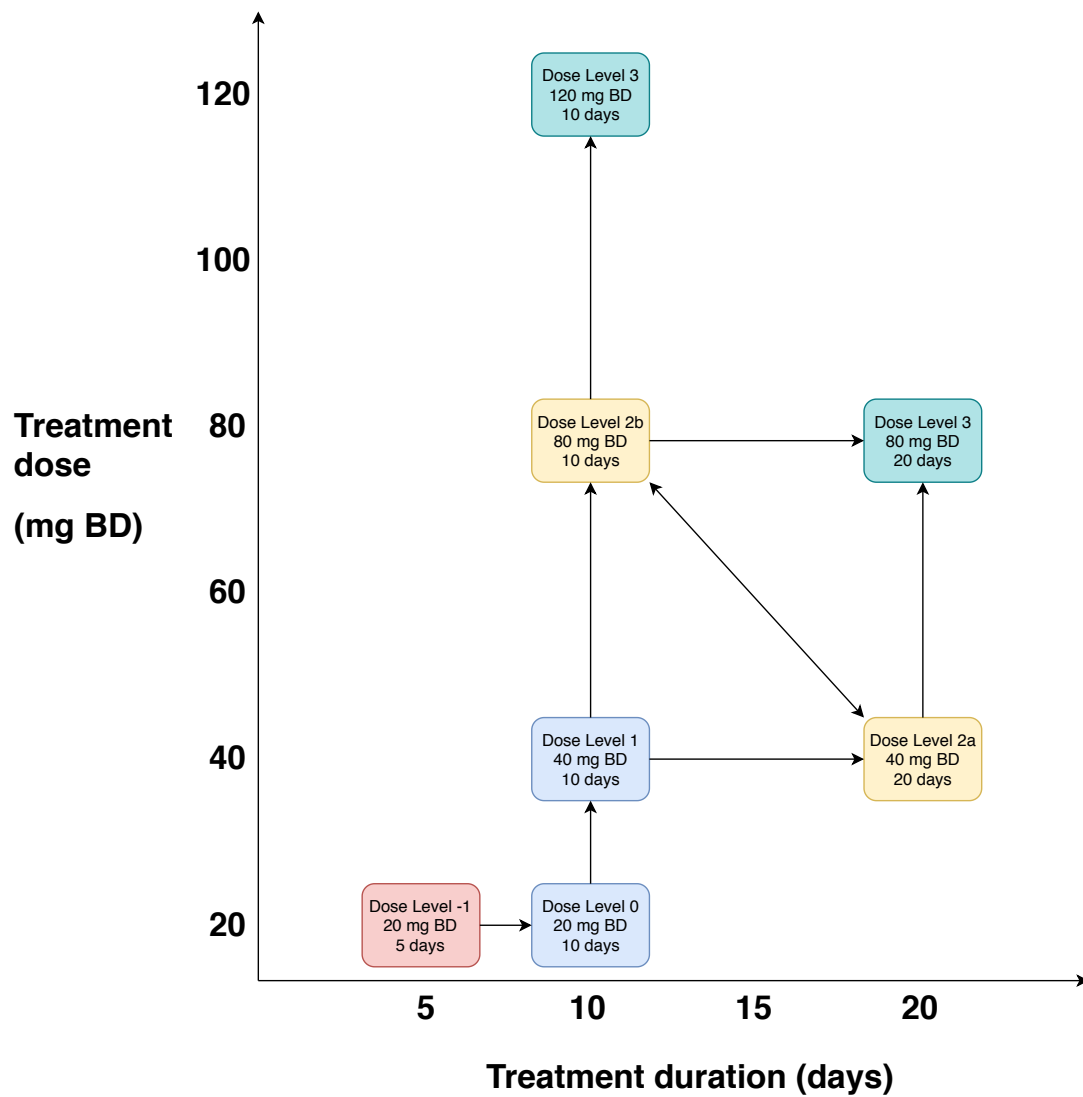 Dose Level 3
120 mg BD
10 days
120
100
Treatment
dose
(mg BD)
80
Dose Level 2b
80 mg BD
10 days
Dose Level 3
80 mg BD
20 days
60
40
Dose Level 1
40 mg BD
10 days
Dose Level 2a
40 mg BD
20 days
20
Dose Level -1
20 mg BD
5 days
Dose Level 0
20 mg BD
10 days
5
10
15
20
Treatment duration (days)